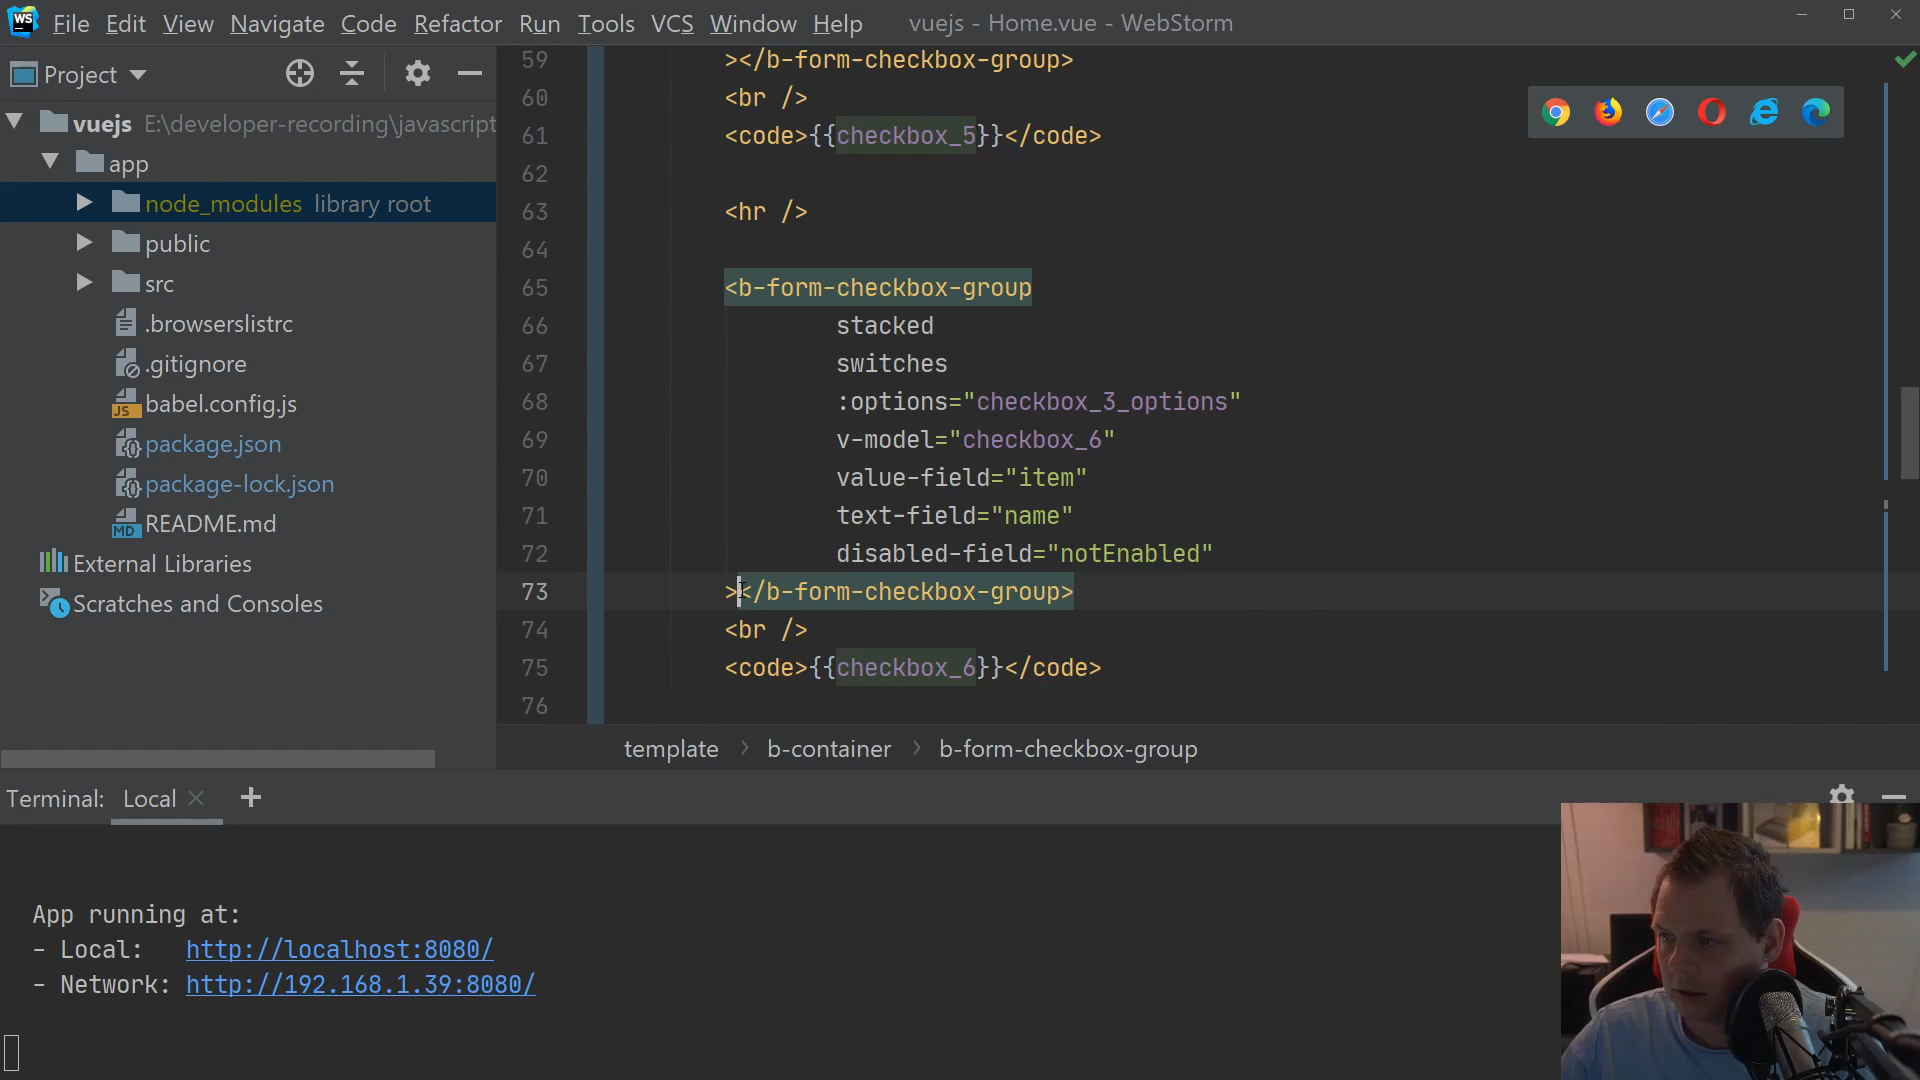 WS File Edit View Navigate Code Refactor Run Tools VCS Window Help vuejs - Home.vue - WebStorm
Project
vuejs E:\developer-recording\javascript
app
node_modules library root
public
src
.browserslistrc
.gitignore
babel.config.js
package.json
package-lock.json
README.md
External Libraries
Scratches and Consoles
59 ></b-form-checkbox-group>
60 <br />
61 <code>{{checkbox_5}}</code>
62
63 <hr />
64
65 <b-form-checkbox-group
66 stacked
67 switches
68 :options="checkbox_3_options"
69 v-model="checkbox_6"
70 value-field="item"
71 text-field="name"
72 disabled-field="notEnabled"
73 ></b-form-checkbox-group>
74 <br />
75 <code>{{checkbox_6}}</code>
76
template b-container b-form-checkbox-group
Terminal: Local
App running at:
- Local: http://localhost:8080/
- Network: http://192.168.1.39:8080/